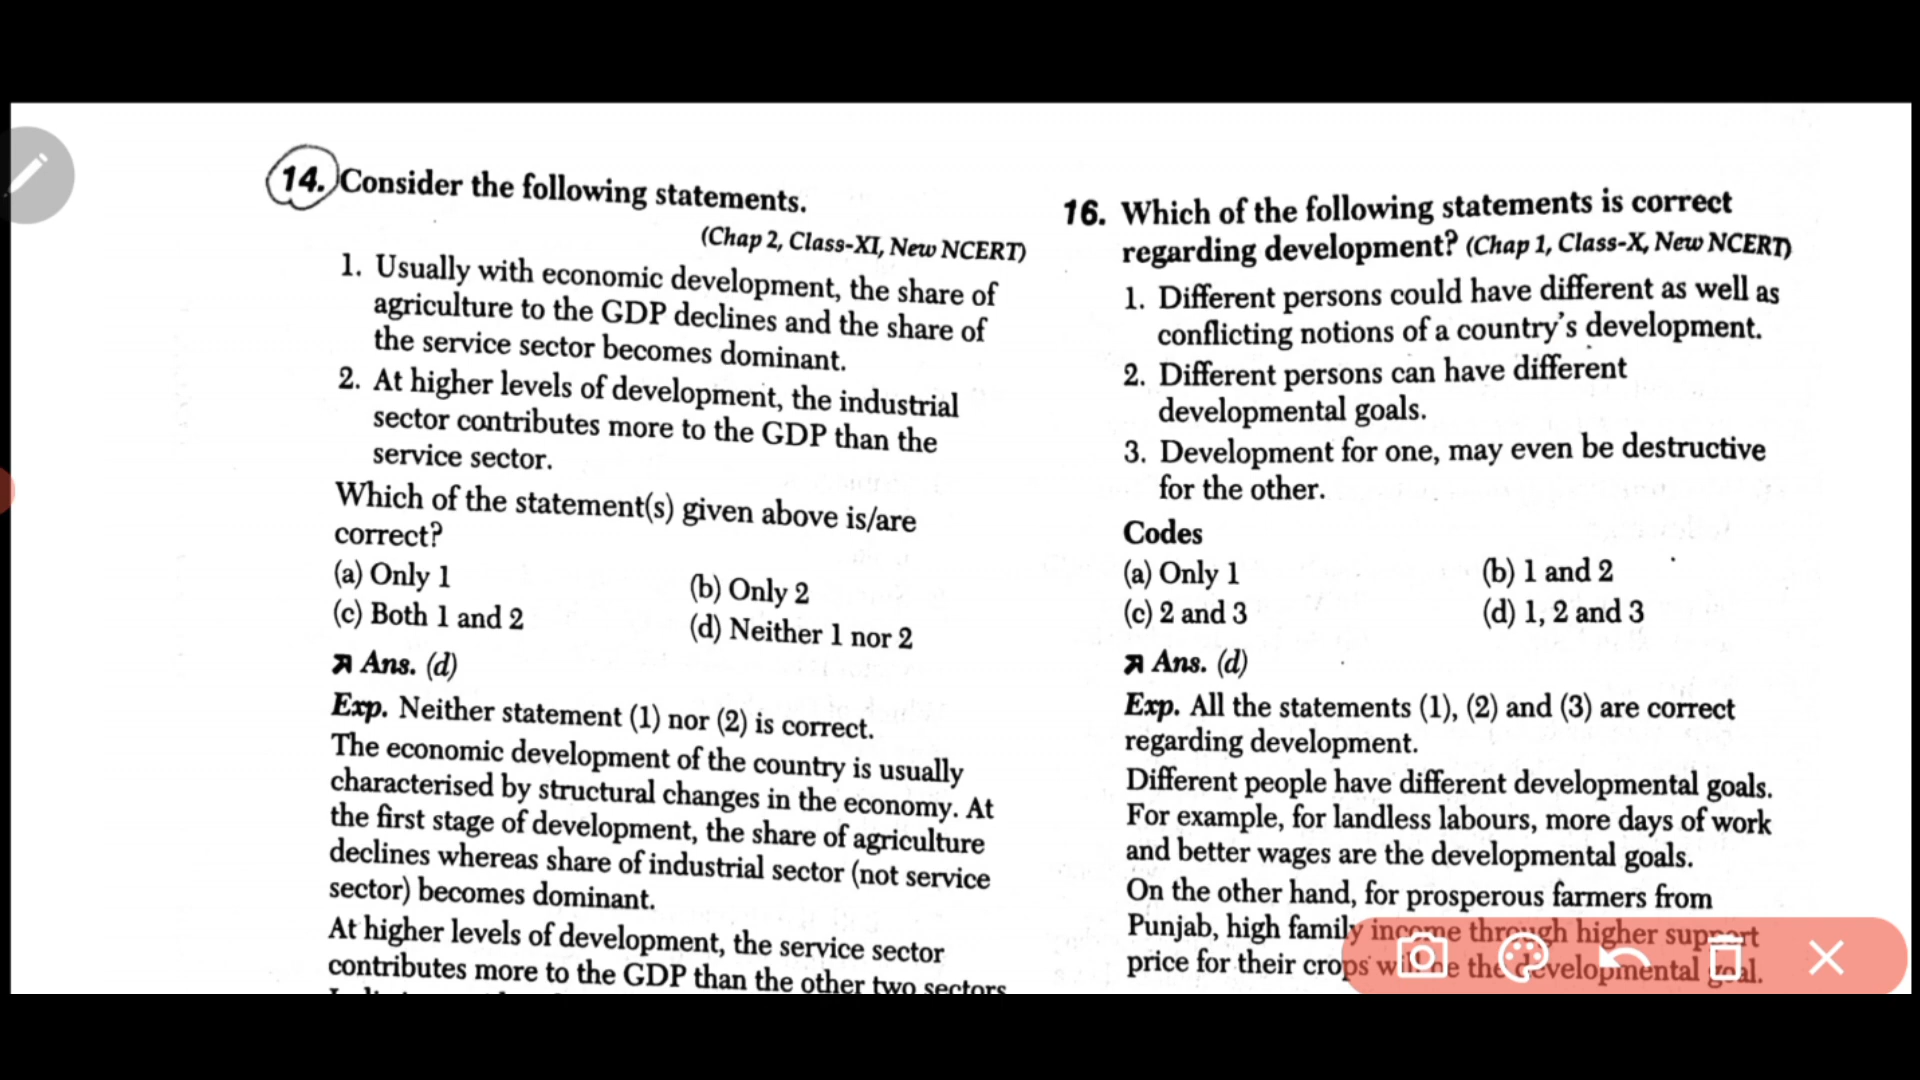 14. Consider the following statements.
(Chap 2, Class-XI, New NCERT)
1. Usually with economic development, the share of
agriculture to the GDP declines and the share of
the service sector becomes dominant.
2. At higher levels of development, the industrial
sector contributes more to the GDP than the
service sector.
Which of the statement(s) given above is/are
correct?
(a) Only 1
(b) Only 2
(c) Both 1 and 2
(d) Neither 1 nor 2
Ans. (d)
Exp. Neither statement (1) nor (2) is correct.
The economic development of the country is usually
characterised by structural changes in the economy. At
the first stage of development, the share of agriculture
declines whereas share of industrial sector (not service
sector) becomes dominant.
At higher levels of development, the service sector
contributes more to the GDP than the other two sectors
16. Which of the following statements is correct
regarding development? (Chap 1, Class-X, New NCERT)
1. Different persons could have different as well as
conflicting notions of a country's development.
2. Different persons can have different
developmental goals.
3. Development for one, may even be destructive
for the other.
Codes
(a) Only 1
(b) 1 and 2
(c) 2 and 3
(d) 1, 2 and 3
Ans. (d)
Exp. All the statements (1), (2) and (3) are correct
regarding development.
Different people have different developmental goals.
For example, for landless labours, more days of work
and better wages are the developmental goals.
On the other hand, for prosperous farmers from
Punjab, high family income through higher support
price for their crops will be the developmental goal.